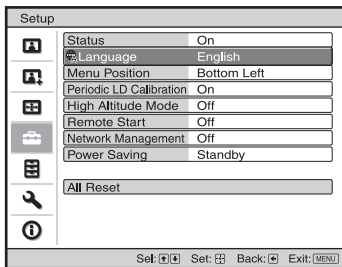 Setup
Status On
Language English
Menu Position Bottom Left
Periodic LD Calibration On
High Altitude Mode Off
Remote Start Off
Network Management Off
Power Saving Standby
All Reset
Sel: Set: Back: Exit: MENU